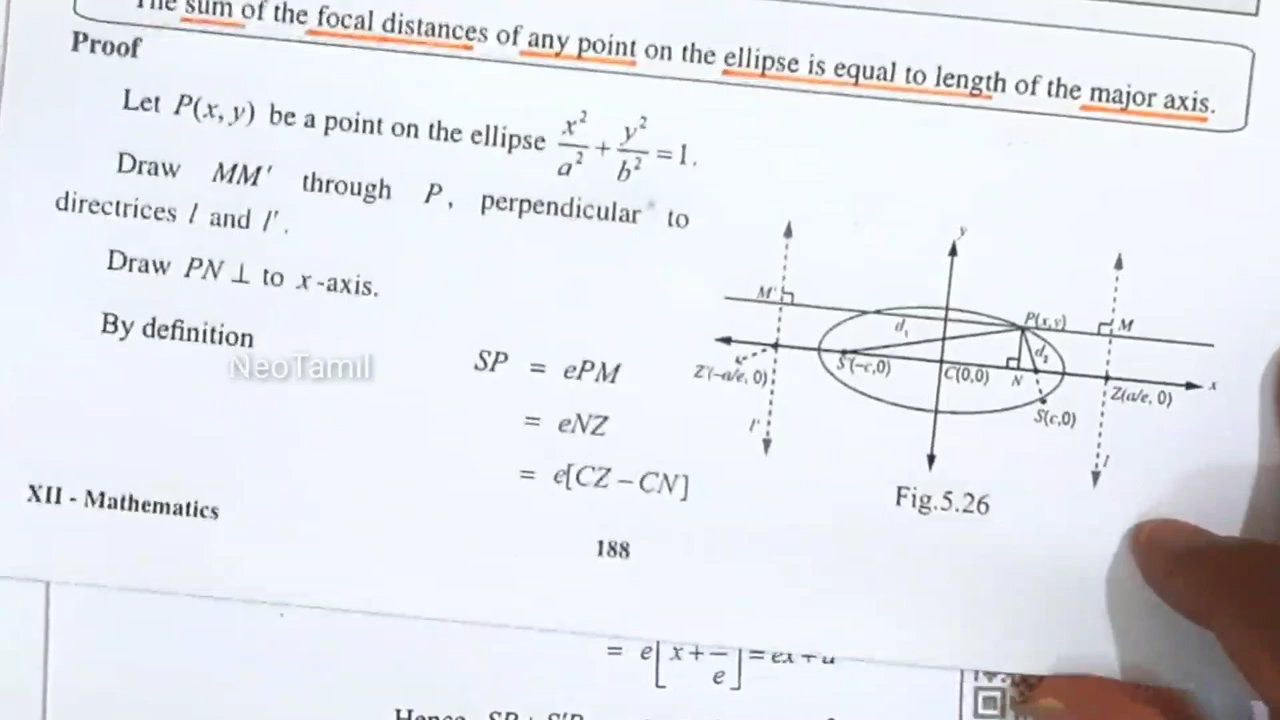 The sum of the focal distances of any point on the ellipse is equal to length of the major axis.
Proof
Let P(x, y) be a point on the ellipse x²/a² + y²/b² = 1.
Draw MM′ through P, perpendicular to
directrices l and l′.
Draw PN ⊥ to x-axis.
By definition
NeoTamil
SP = ePM
= eNZ
= e[CZ – CN]
y
M′
P(x, y)
M
d₁
d₂
Z′(–a/e, 0)
S′(–c,0)
C(0,0)
N
x
Z(a/e, 0)
S(c,0)
l′
l
Fig.5.26
XII - Mathematics
188
= e[x + — e] = ex + a
Hence SP + S′P